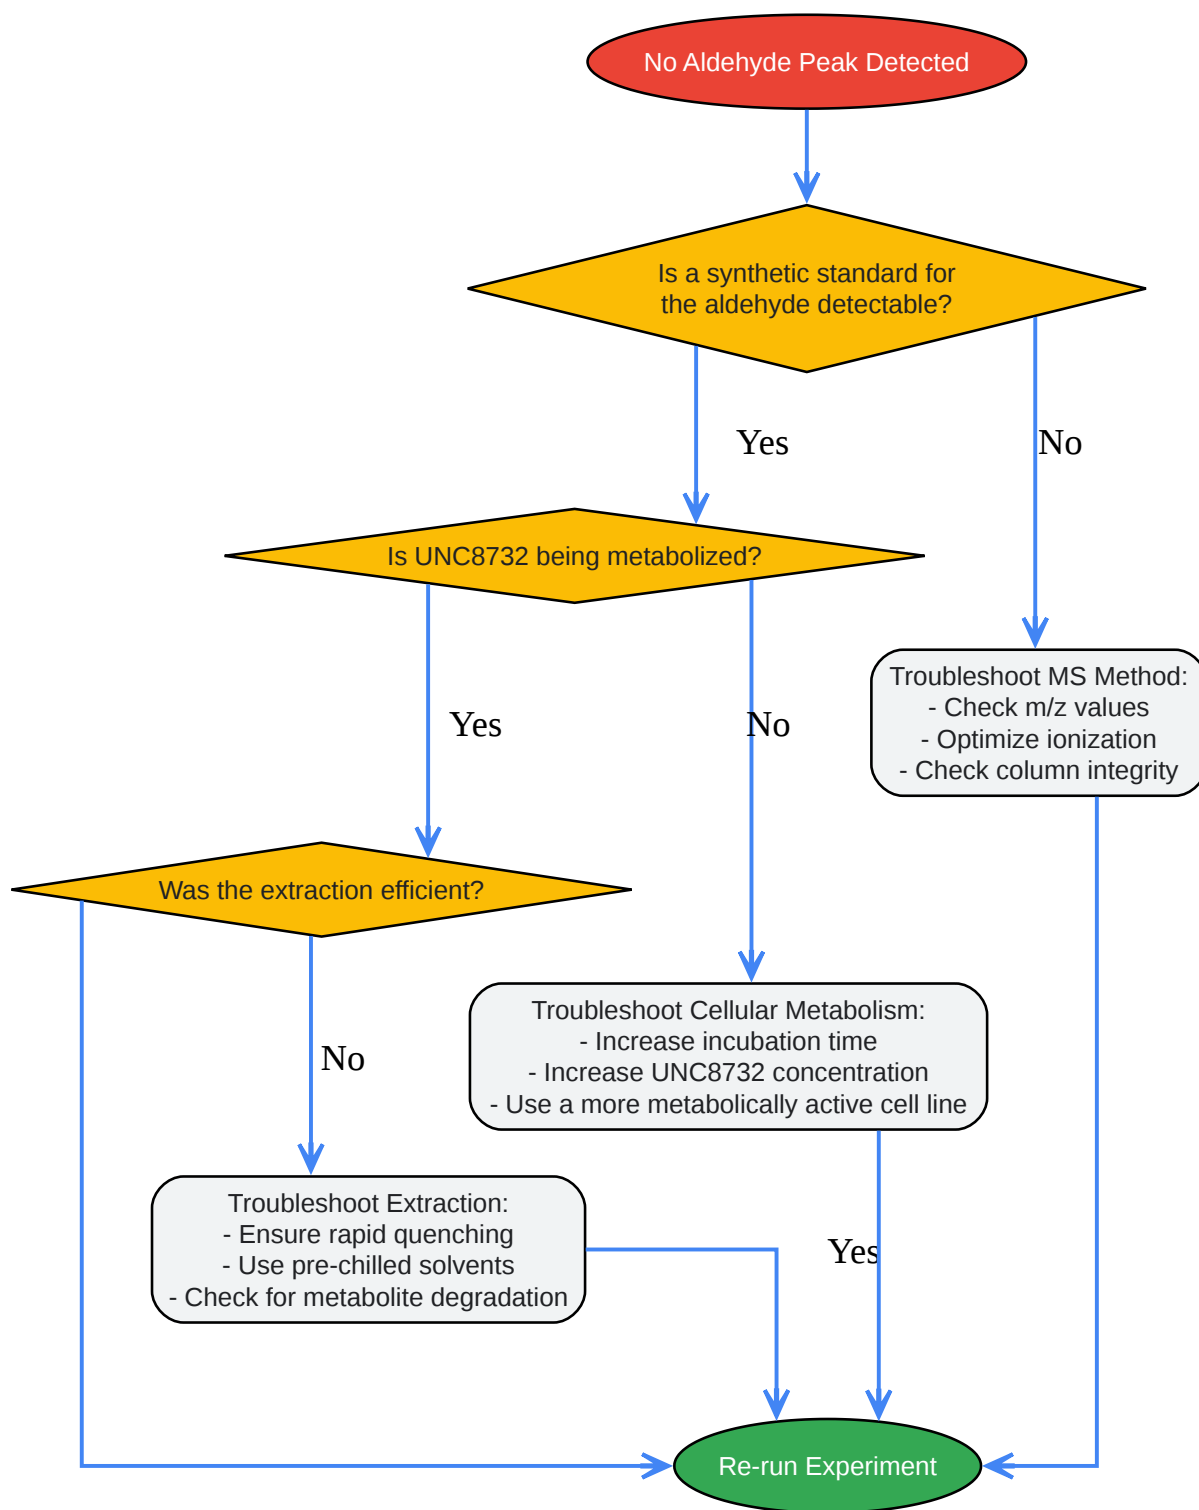 No Aldehyde Peak Detected
Is a synthetic standard for
the aldehyde detectable?
Yes
No
Is UNC8732 being metabolized?
Yes
No
Troubleshoot MS Method:
- Check m/z values
- Optimize ionization
- Check column integrity
Was the extraction efficient?
No
Troubleshoot Cellular Metabolism:
- Increase incubation time
- Increase UNC8732 concentration
- Use a more metabolically active cell line
Troubleshoot Extraction:
- Ensure rapid quenching
- Use pre-chilled solvents
- Check for metabolite degradation
Yes
Re-run Experiment